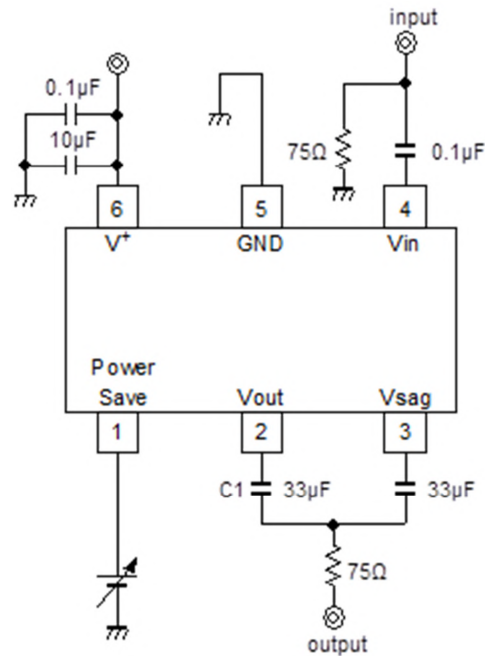 input
0.1µF
10µF
75Ω
0.1µF
6
5
4
V+
GND
Vin
Power
Save
Vout
Vsag
1
2
3
C1
33µF
33µF
75Ω
output